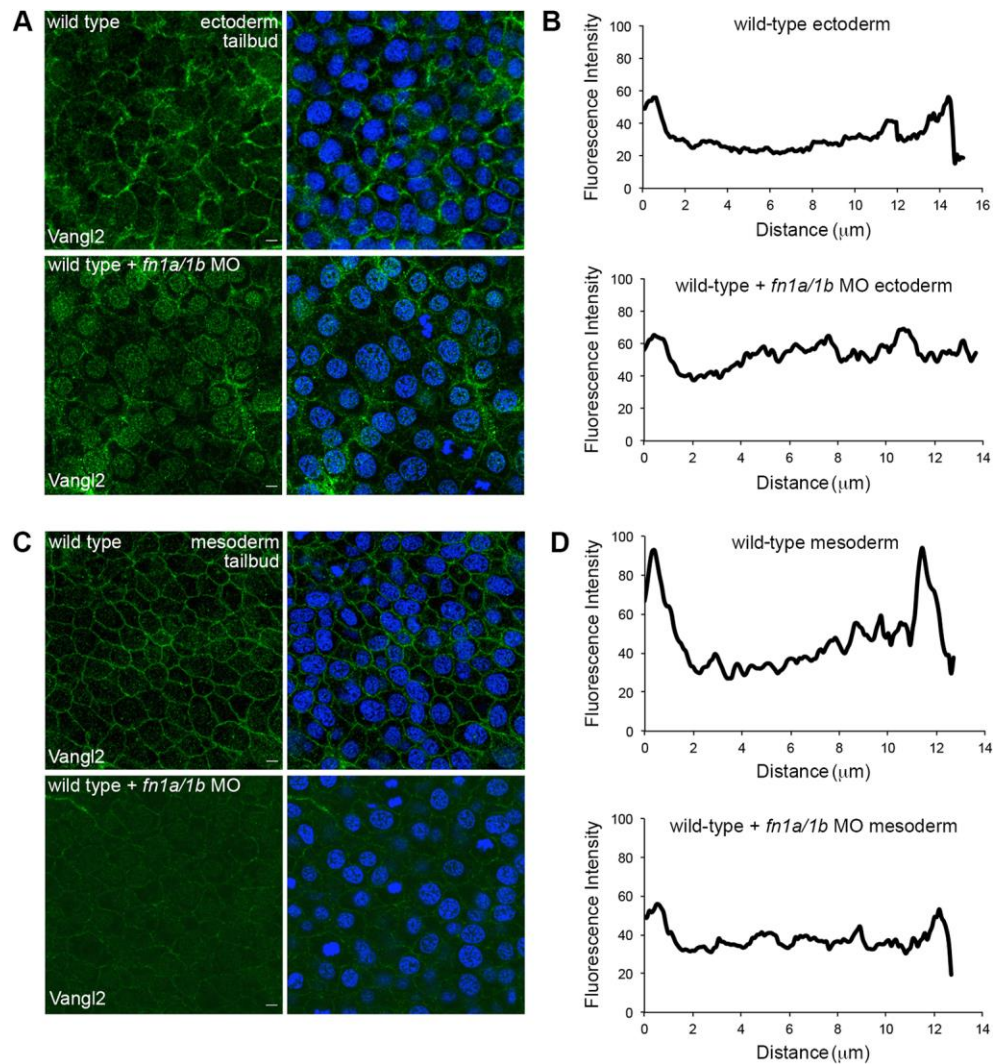 A
wild type
ectoderm
tailbud
Vangl2
wild type + fn1a/1b MO
Vangl2
B
wild-type ectoderm
Fluorescence Intensity
100
80
60
40
20
0
0 2 4 6 8 10 12 14 16
Distance (μm)
wild-type + fn1a/1b MO ectoderm
Fluorescence Intensity
100
80
60
40
20
0
0 2 4 6 8 10 12 14
Distance (μm)
C
wild type
mesoderm
tailbud
Vangl2
wild type + fn1a/1b MO
Vangl2
D
wild-type mesoderm
Fluorescence Intensity
100
80
60
40
20
0
0 2 4 6 8 10 12 14
Distance (μm)
wild-type + fn1a/1b MO mesoderm
Fluorescence Intensity
100
80
60
40
20
0
0 2 4 6 8 10 12 14
Distance (μm)